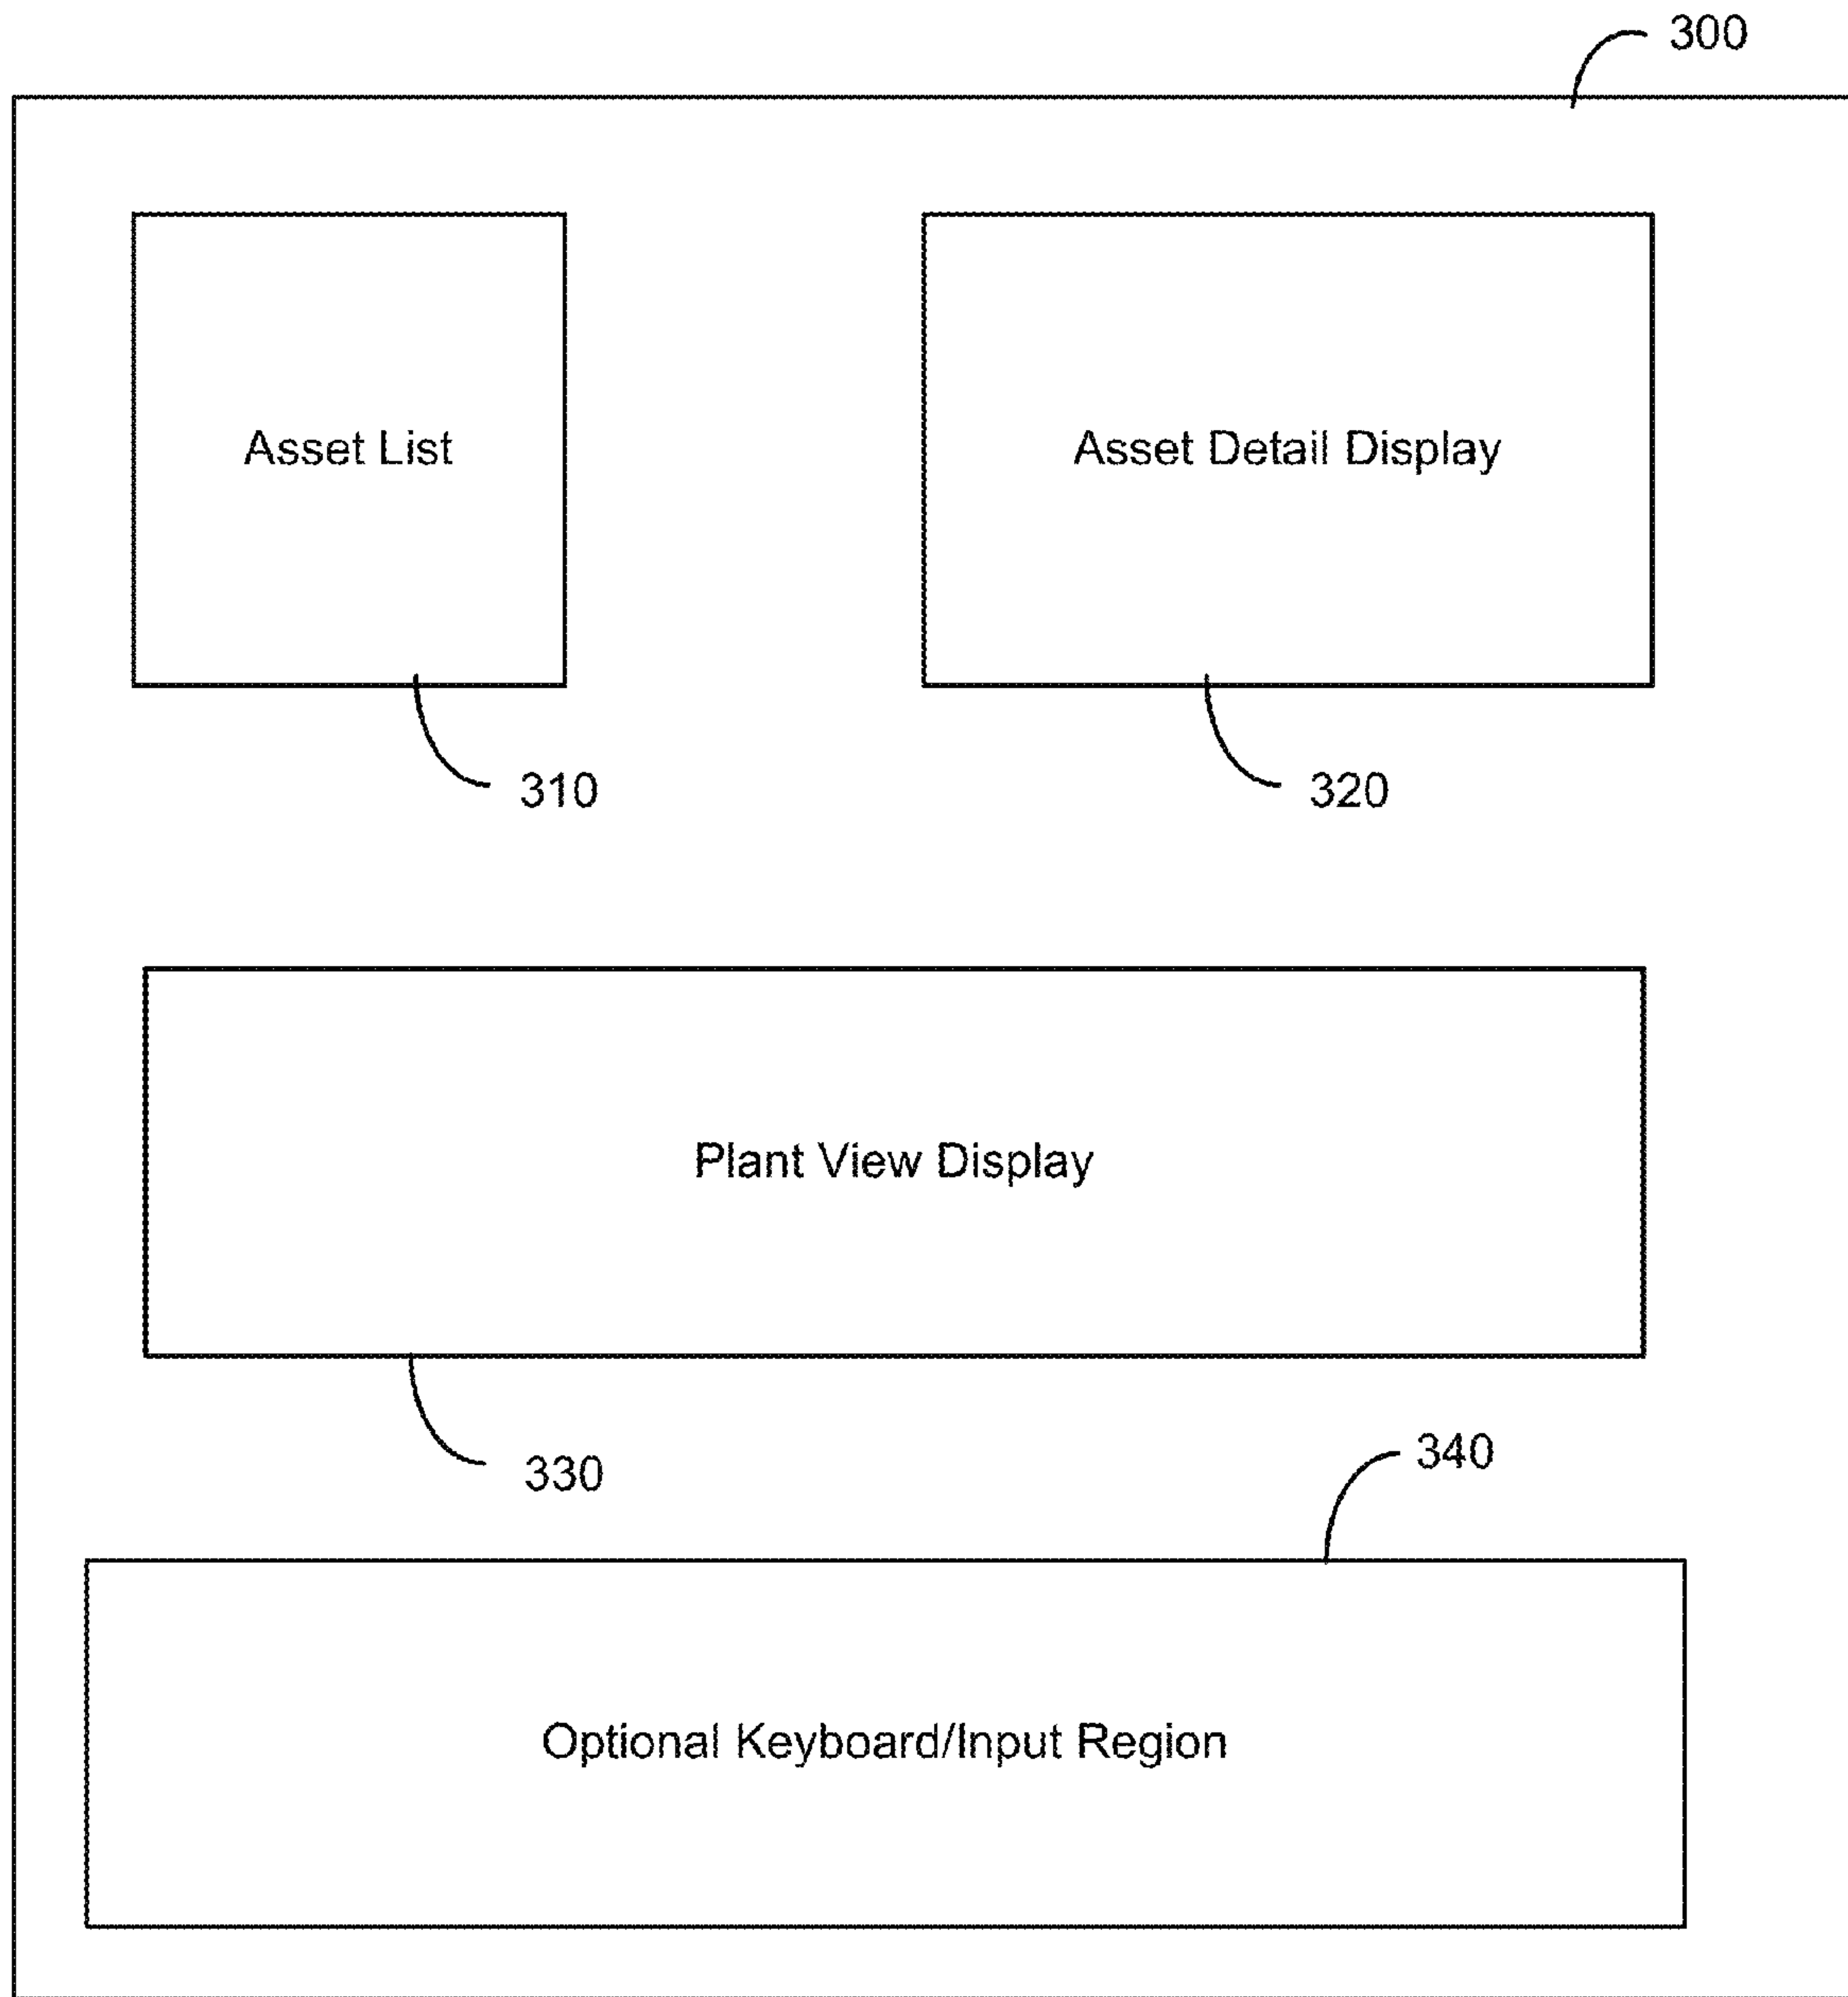 300
Asset List
Asset Detail Display
310
320
Plant View Display
330
340
Optional Keyboard/Input Region